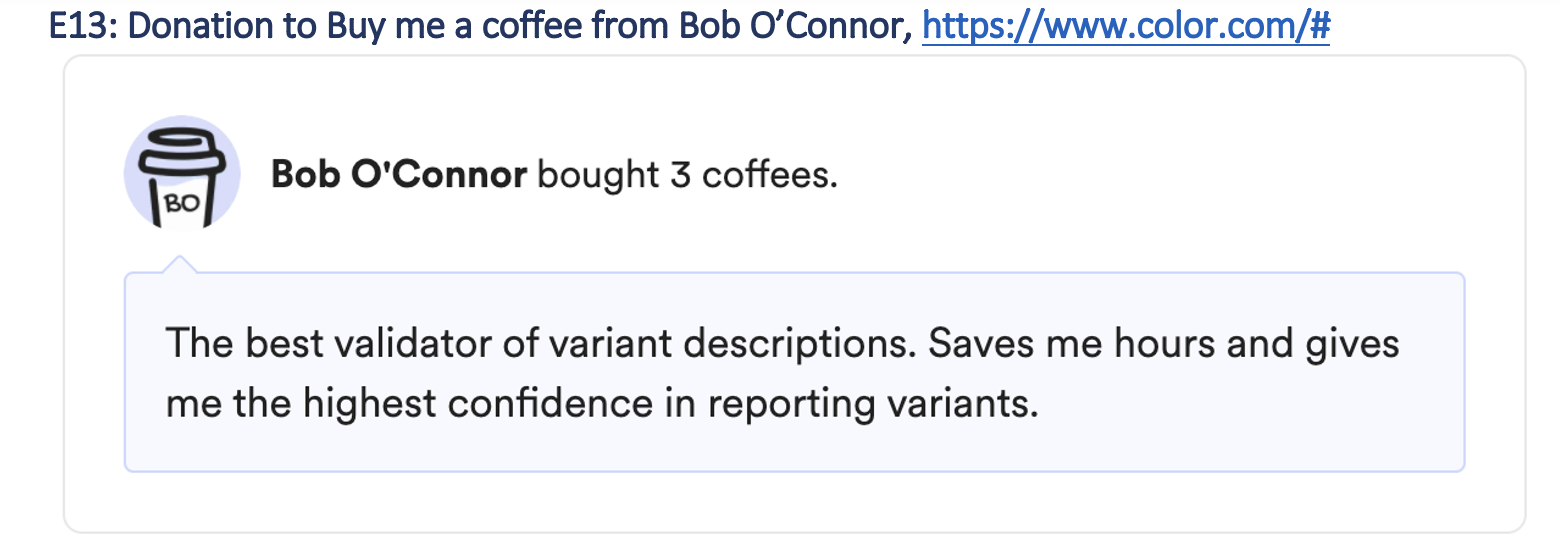 E13: Donation to Buy me a coffee from Bob O’Connor, https://www.color.com/#
Bob O'Connor bought 3 coffees.
BO
The best validator of variant descriptions. Saves me hours and gives
me the highest confidence in reporting variants.